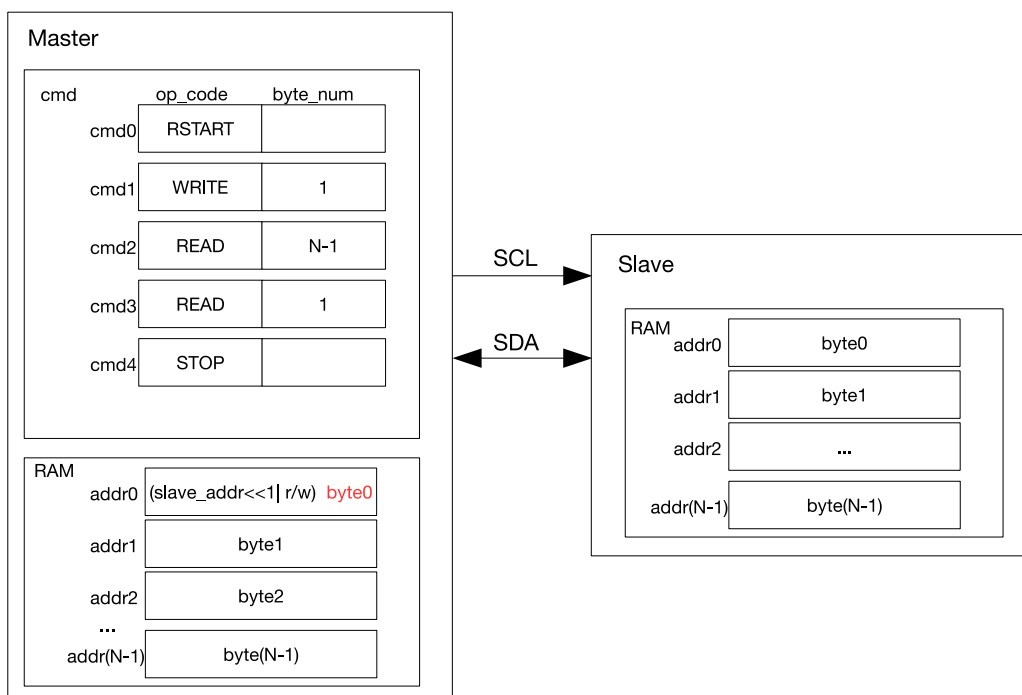 Master
cmd op_code byte_num
cmd0 RSTART
cmd1 WRITE 1
cmd2 READ N-1
cmd3 READ 1
cmd4 STOP
RAM
addr0 (slave_addr<<1| r/w) byte0
addr1 byte1
addr2 byte2
...
addr(N-1) byte(N-1)
SCL
SDA
Slave
RAM
addr0 byte0
addr1 byte1
addr2 ...
addr(N-1) byte(N-1)